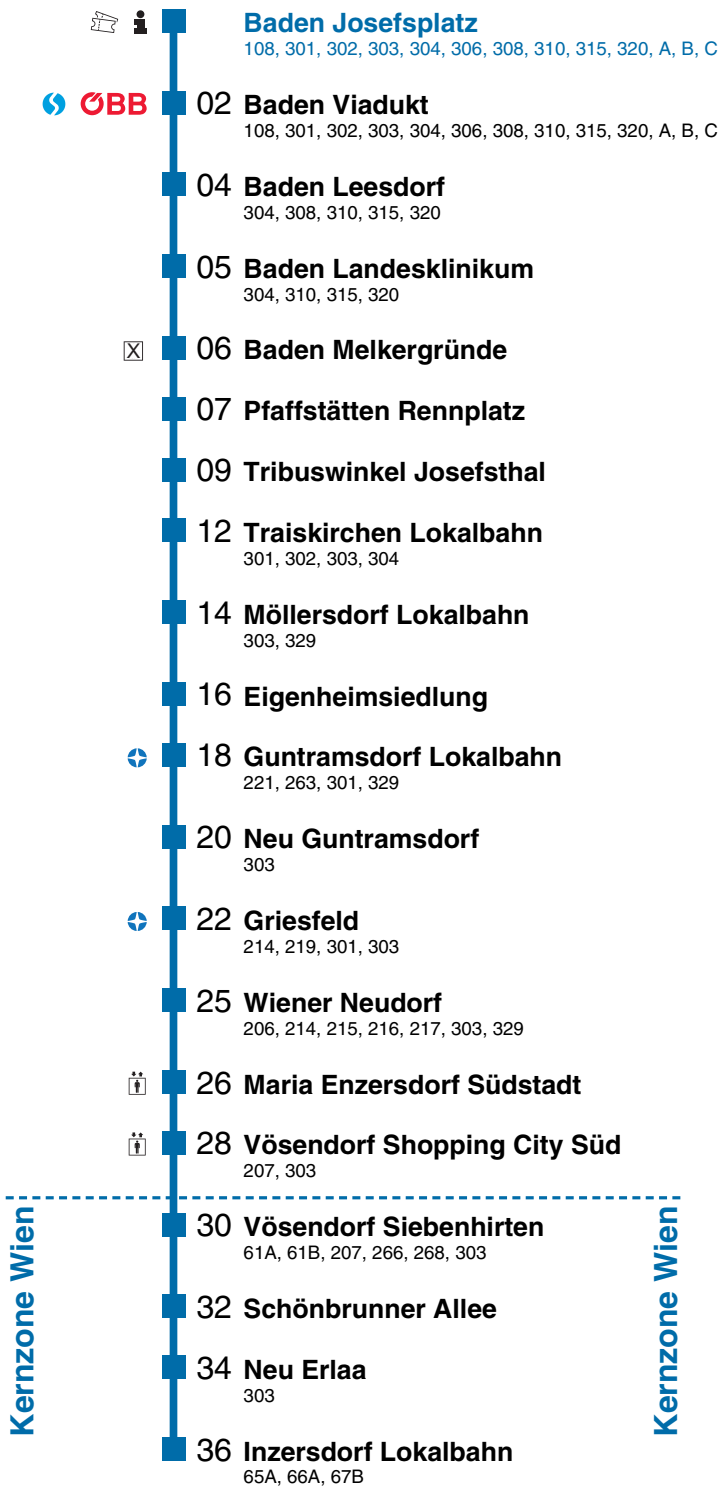 Baden Josefsplatz
108, 301, 302, 303, 304, 306, 308, 310, 315, 320, A, B, C
ÖBB 02 Baden Viadukt
108, 301, 302, 303, 304, 306, 308, 310, 315, 320, A, B, C
04 Baden Leesdorf
304, 308, 310, 315, 320
05 Baden Landesklinikum
304, 310, 315, 320
X 06 Baden Melkergründe
07 Pfaffstätten Rennplatz
09 Tribuswinkel Josefsthal
12 Traiskirchen Lokalbahn
301, 302, 303, 304
14 Möllersdorf Lokalbahn
303, 329
16 Eigenheimsiedlung
18 Guntramsdorf Lokalbahn
221, 263, 301, 329
20 Neu Guntramsdorf
303
22 Griesfeld
214, 219, 301, 303
25 Wiener Neudorf
206, 214, 215, 216, 217, 303, 329
26 Maria Enzersdorf Südstadt
28 Vösendorf Shopping City Süd
207, 303
Kernzone Wien
30 Vösendorf Siebenhirten
61A, 61B, 207, 266, 268, 303
32 Schönbrunner Allee
34 Neu Erlaa
303
36 Inzersdorf Lokalbahn
65A, 66A, 67B
Kernzone Wien